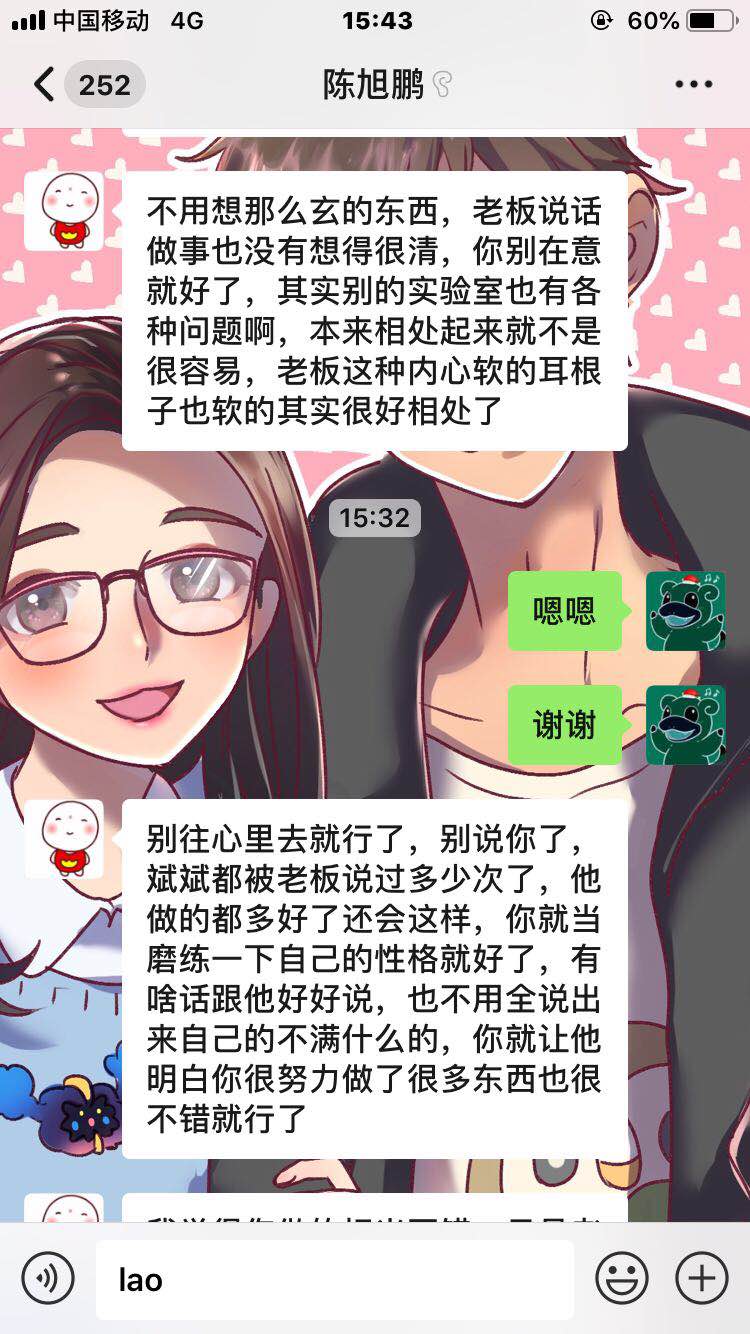 中国移动 4G 15:43 60%
252 陈旭鹏
不用想那么玄的东西，老板说话
做事也没有想得很清，你别在意
就好了，其实别的实验室也有各
种问题啊，本来相处起来就不是
很容易，老板这种内心软的耳根
子也软的其实很好相处了
15:32
嗯嗯
谢谢
别往心里去就行了，别说你了，
斌斌都被老板说过多少次了，他
做的都多好了还会这样，你就当
磨练一下自己的性格就好了，有
啥话跟他好好说，也不用全说出
来自己的不满什么的，你就让他
明白你很努力做了很多东西也很
不错就行了
lao